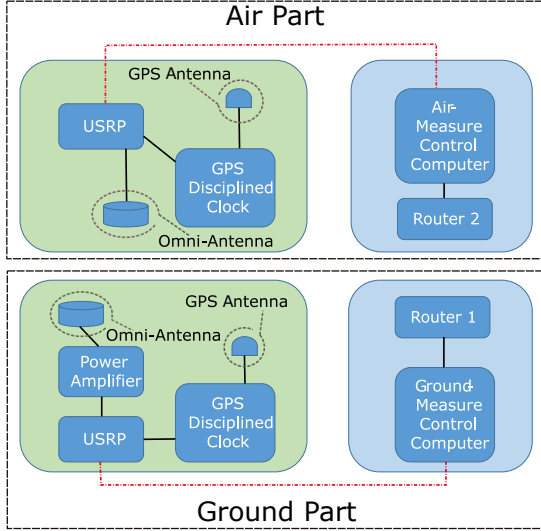 Air Part
GPS Antenna
USRP
GPS
Disciplined
Clock
Omni-Antenna
Air-
Measure
Control
Computer
Router 2
GPS Antenna
Omni-Antenna
Power
Amplifier
GPS
Disciplined
Clock
USRP
Router 1
Ground-
Measure
Control
Computer
Ground Part